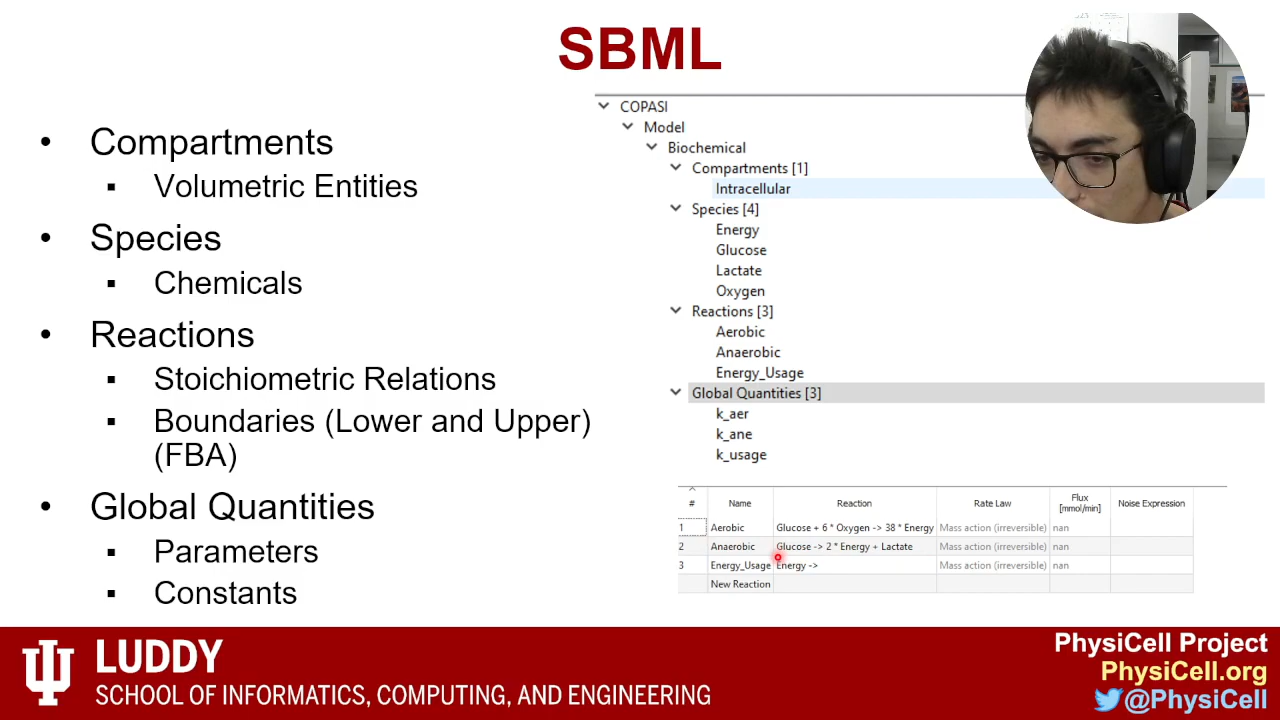 SBML
• Compartments
▪ Volumetric Entities
• Species
▪ Chemicals
• Reactions
▪ Stoichiometric Relations
▪ Boundaries (Lower and Upper)
(FBA)
• Global Quantities
▪ Parameters
▪ Constants
COPASI
Model
Biochemical
Compartments [1]
Intracellular
Species [4]
Energy
Glucose
Lactate
Oxygen
Reactions [3]
Aerobic
Anaerobic
Energy_Usage
Global Quantities [3]
k_aer
k_ane
k_usage
# Name Reaction Rate Law Flux [mmol/min] Noise Expression
1 Aerobic Glucose + 6 * Oxygen -> 38 * Energy Mass action (irreversible) nan
2 Anaerobic Glucose -> 2 * Energy + Lactate Mass action (irreversible) nan
3 Energy_Usage Energy -> Mass action (irreversible) nan
New Reaction
LUDDY
SCHOOL OF INFORMATICS, COMPUTING, AND ENGINEERING
PhysiCell Project
PhysiCell.org
@PhysiCell